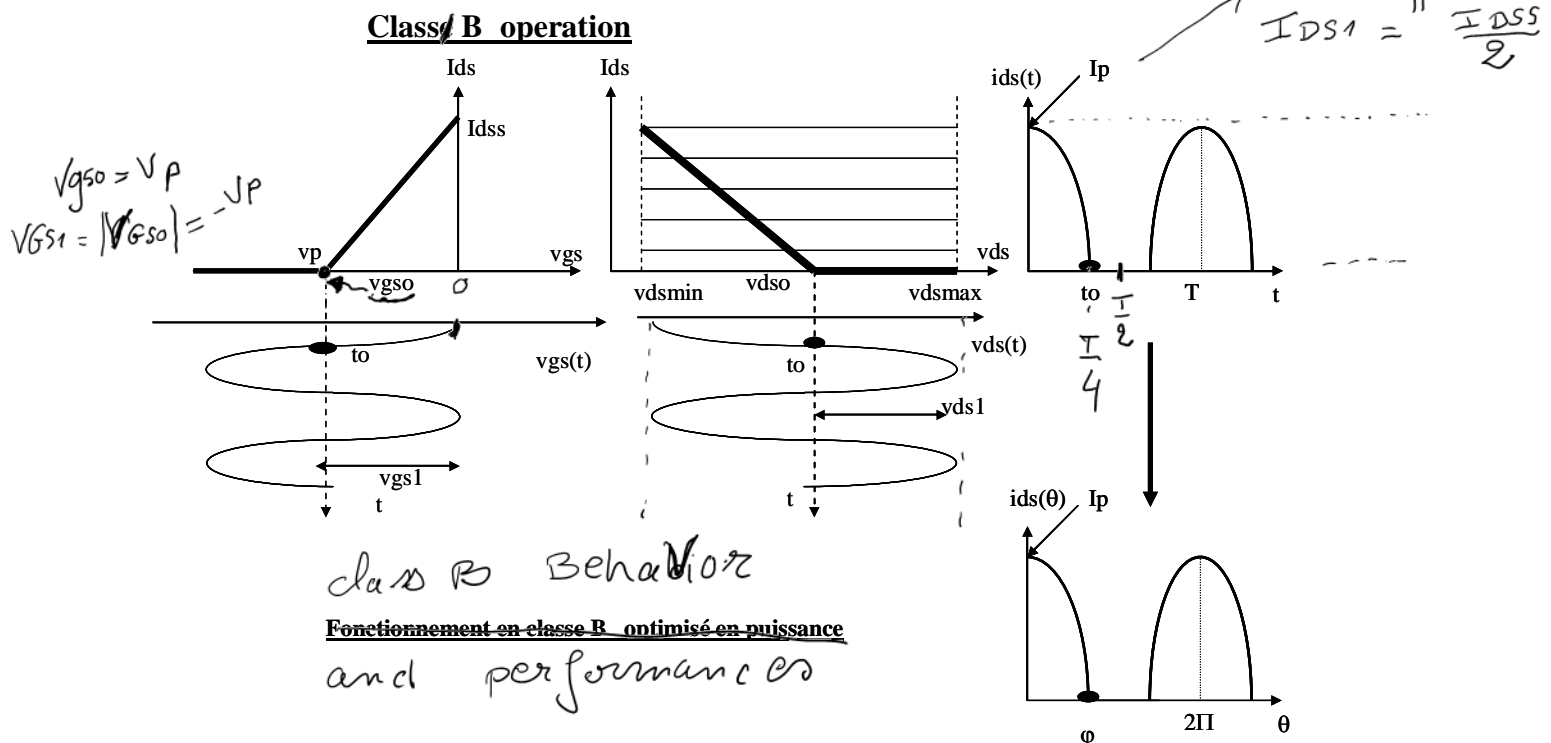 Classe B operation
IDS1 = " IDSS / 2
Ids
Idss
vp
vgs
vgso
0
Vgso = Vp
VGS1 = |VGSO| = -VP
to
vgs(t)
vgs1
t
Ids
vds
vdsmin
vdso
vdsmax
to
vds(t)
vds1
t
ids(t)
Ip
to
T
t
T/4
T/2
ids(θ)
Ip
φ
2Π
θ
class B Behavior
Fonctionnement en classe B optimisé en puissance
and performances